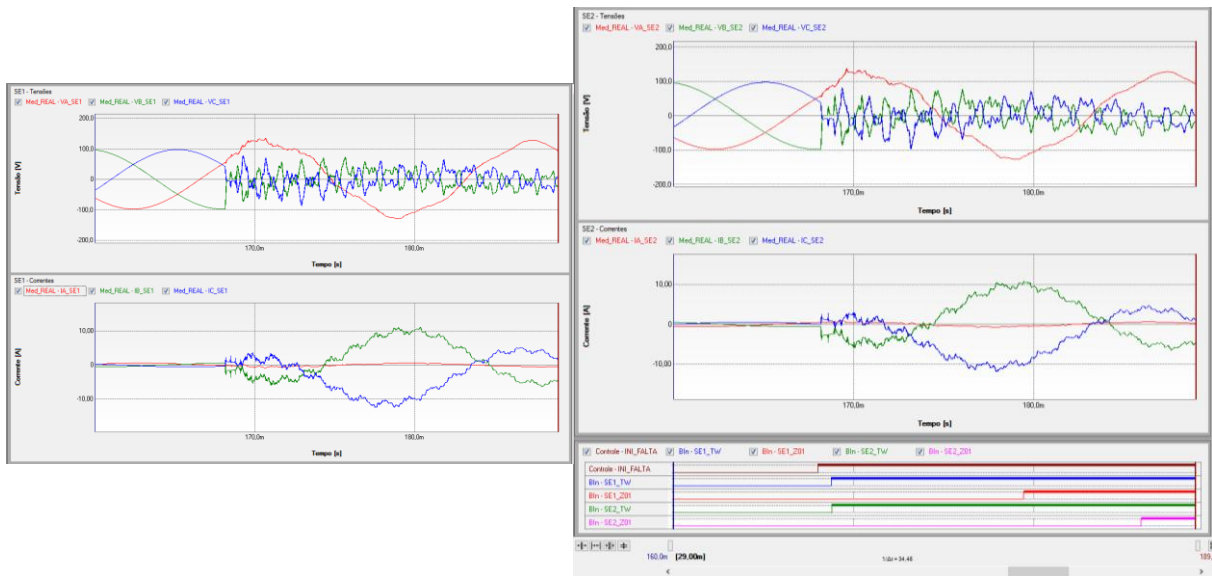 SE1 - Tensões
Med_REAL - VA_SE1 Med_REAL - VB_SE1 Med_REAL - VC_SE1
200,0
100,0
0
-100,0
-200,0
Tensão [V]
170,0m 180,0m
Tempo [s]
SE1 - Correntes
Med_REAL - IA_SE1 Med_REAL - IB_SE1 Med_REAL - IC_SE1
10,00
0
-10,00
Corrente [A]
170,0m 180,0m
Tempo [s]
SE2 - Tensões
Med_REAL - VA_SE2 Med_REAL - VB_SE2 Med_REAL - VC_SE2
200,0
100,0
0
-100,0
-200,0
Tensões [V]
170,0m 180,0m
Tempo [s]
SE2 - Correntes
Med_REAL - IA_SE2 Med_REAL - IB_SE2 Med_REAL - IC_SE2
10,00
0
-10,00
Corrente [A]
170,0m 180,0m
Tempo [s]
Controle - INI_FALTA BIn - SE1_TW BIn - SE1_Z01 BIn - SE2_TW BIn - SE2_Z01
Controle - INI_FALTA
BIn - SE1_TW
BIn - SE1_Z01
BIn - SE2_TW
BIn - SE2_Z01
160,0m [29,00m] 1/dx = 34,48